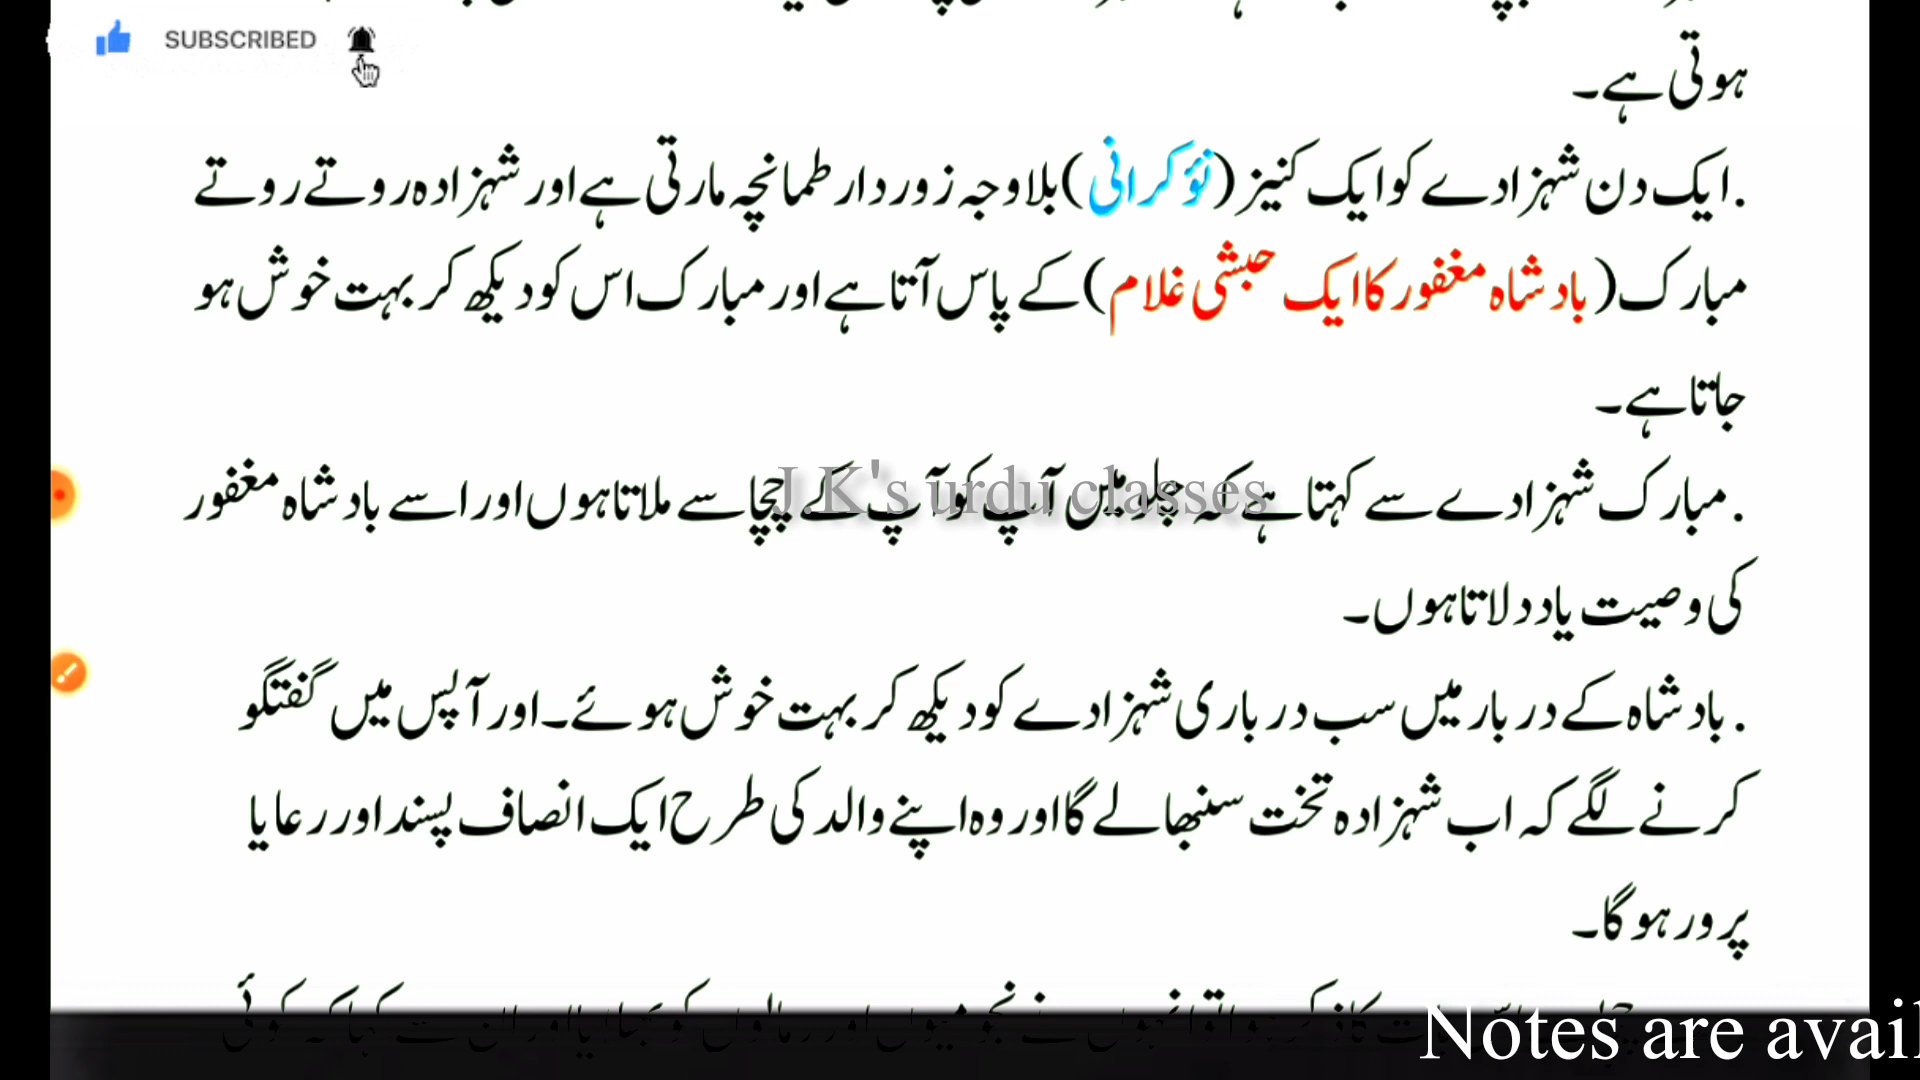 SUBSCRIBED
ہوتی ہے۔
. ایک دن شہزادے کو ایک کنیز (نؤکرانی) بلاوجہ زوردار طمانچہ مارتی ہے اور شہزادہ روتے روتے
مبارک (بادشاہ مغفور کا ایک حبشی غلام) کے پاس آتا ہے اور مبارک اس کو دیکھ کر بہت خوش ہو
جاتا ہے۔
. مبارک شہزادے سے کہتا ہے کہ چلو میں آپ کو آپ کے چچا سے ملاتا ہوں اور اسے بادشاہ مغفور
J.K's urdu classes
کی وصیت یاد دلاتا ہوں۔
. بادشاہ کے دربار میں سب درباری شہزادے کو دیکھ کر بہت خوش ہوئے۔ اور آپس میں گفتگو
کرنے لگے کہ اب شہزادہ تخت سنبھالے گا اور وہ اپنے والد کی طرح ایک انصاف پسند اور رعایا
پرور ہوگا۔
Notes are avail